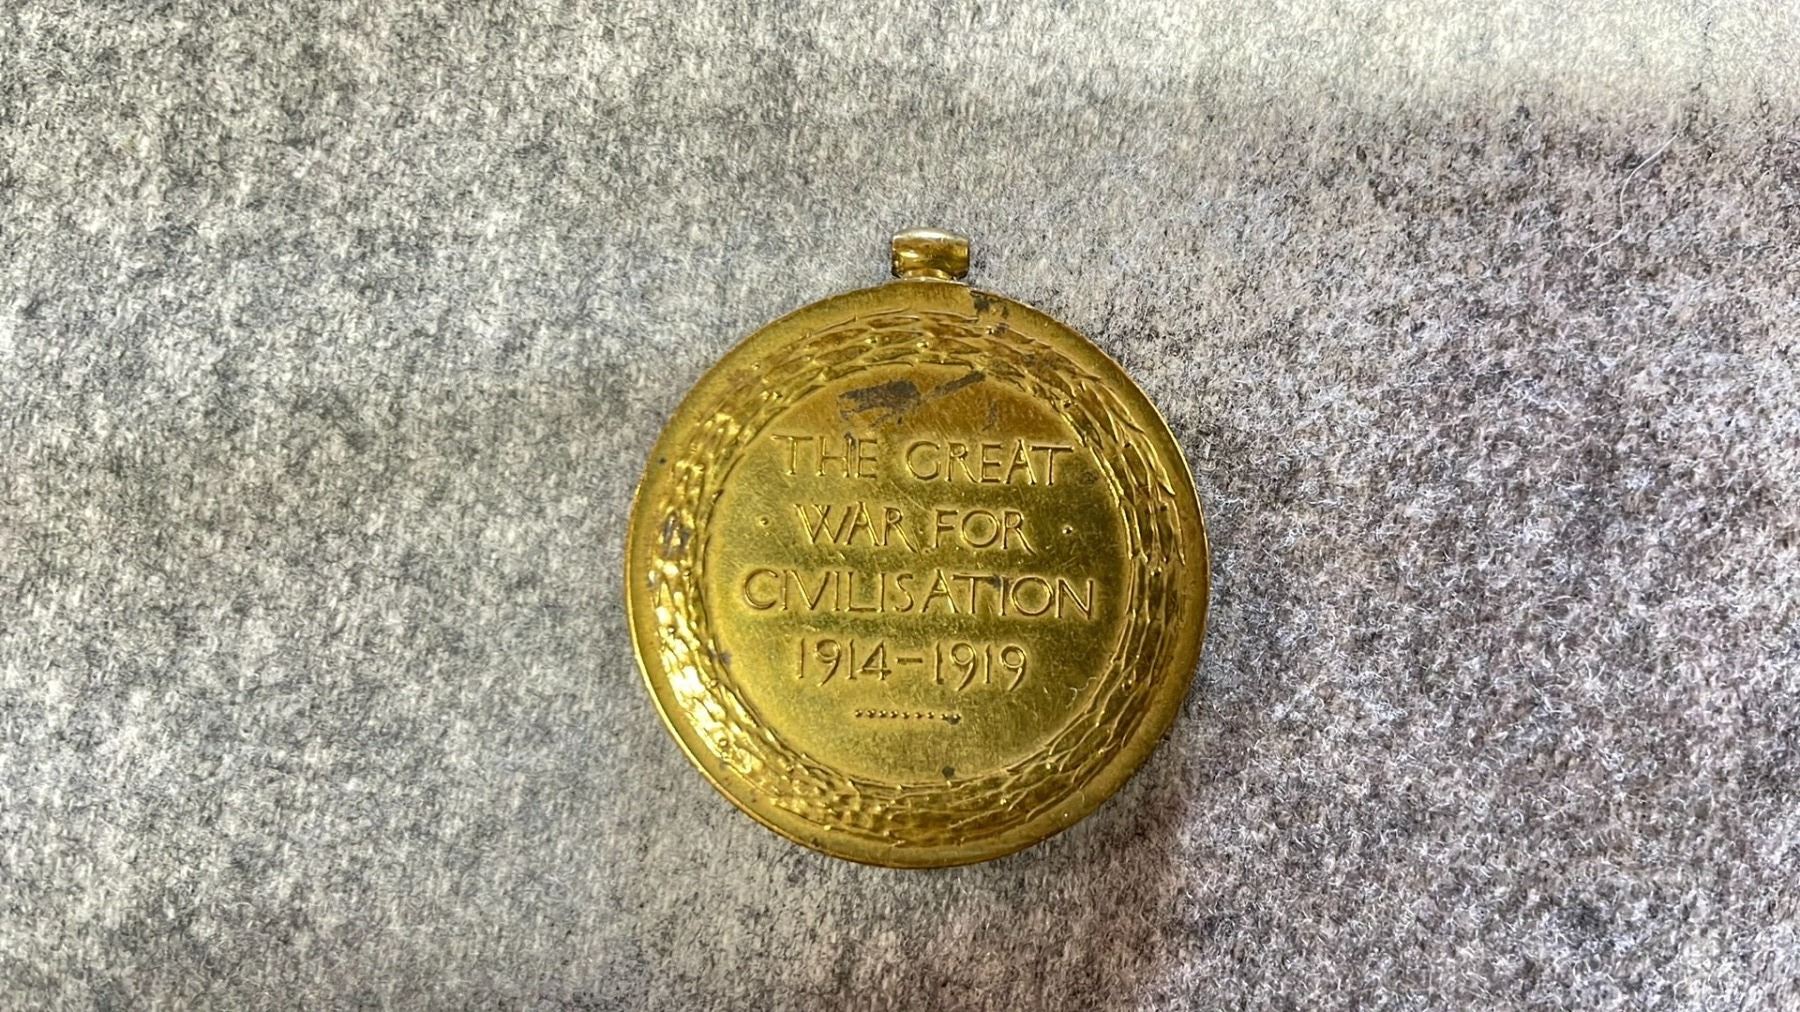 THE GREAT
· WAR FOR ·
CIVILISATION
1914-1919